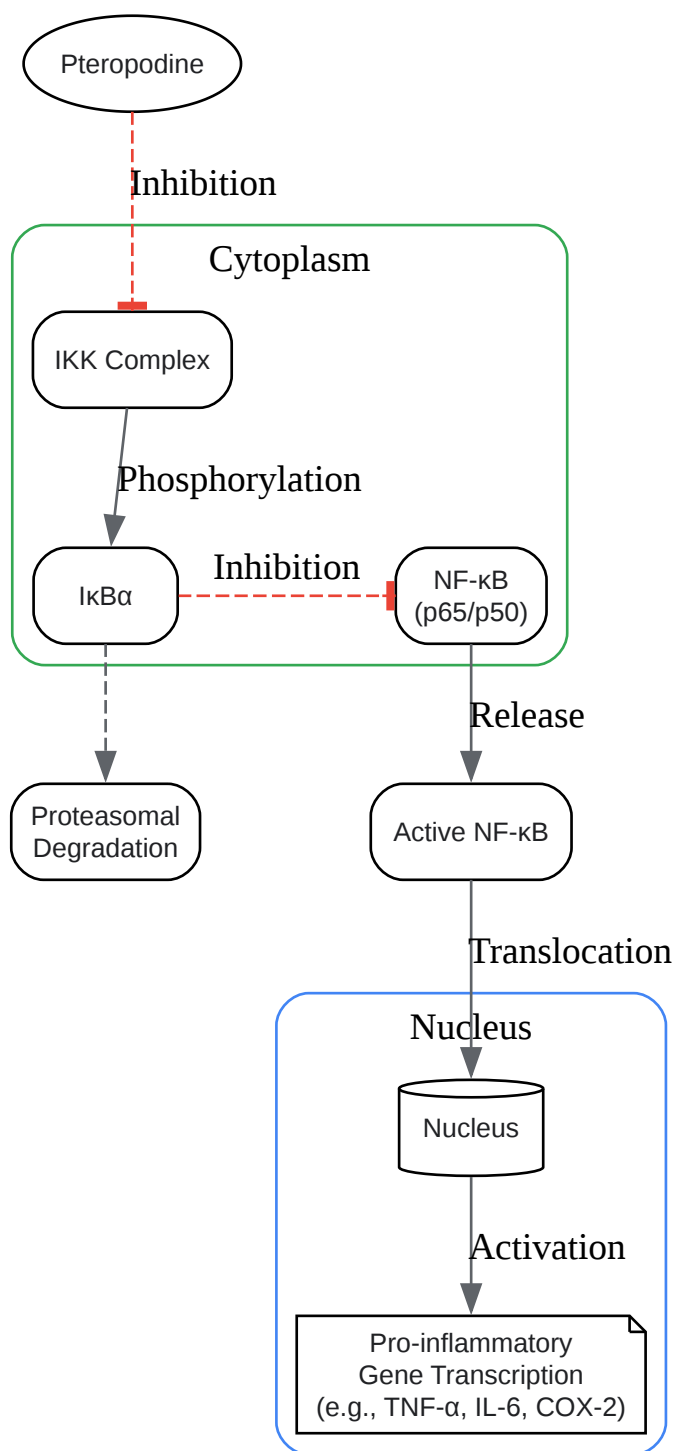 Pteropodine
Inhibition
Cytoplasm
IKK Complex
Phosphorylation
IκBα
Inhibition
NF-κB
(p65/p50)
Release
Proteasomal
Degradation
Active NF-κB
Translocation
Nucleus
Nucleus
Activation
Pro-inflammatory
Gene Transcription
(e.g., TNF-α, IL-6, COX-2)